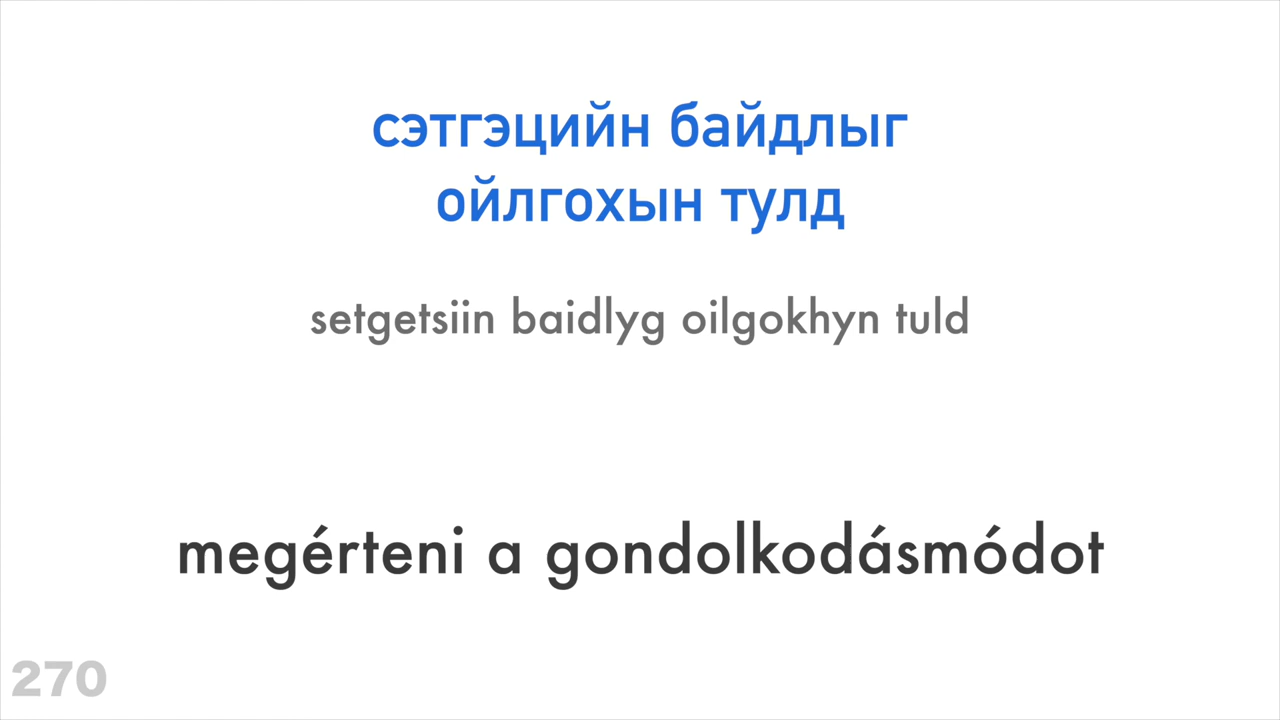 сэтгэцийн байдлыг
ойлгохын тулд
setgetsiin baidlyg oilgokhyn tuld
megérteni a gondolkodásmódot
270